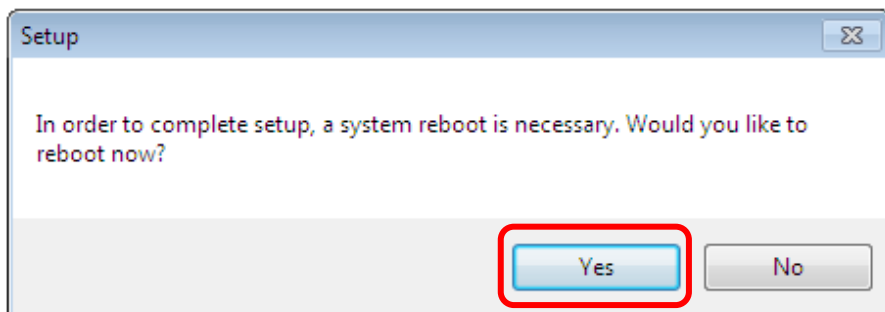 Setup
In order to complete setup, a system reboot is necessary. Would you like to
reboot now?
Yes No